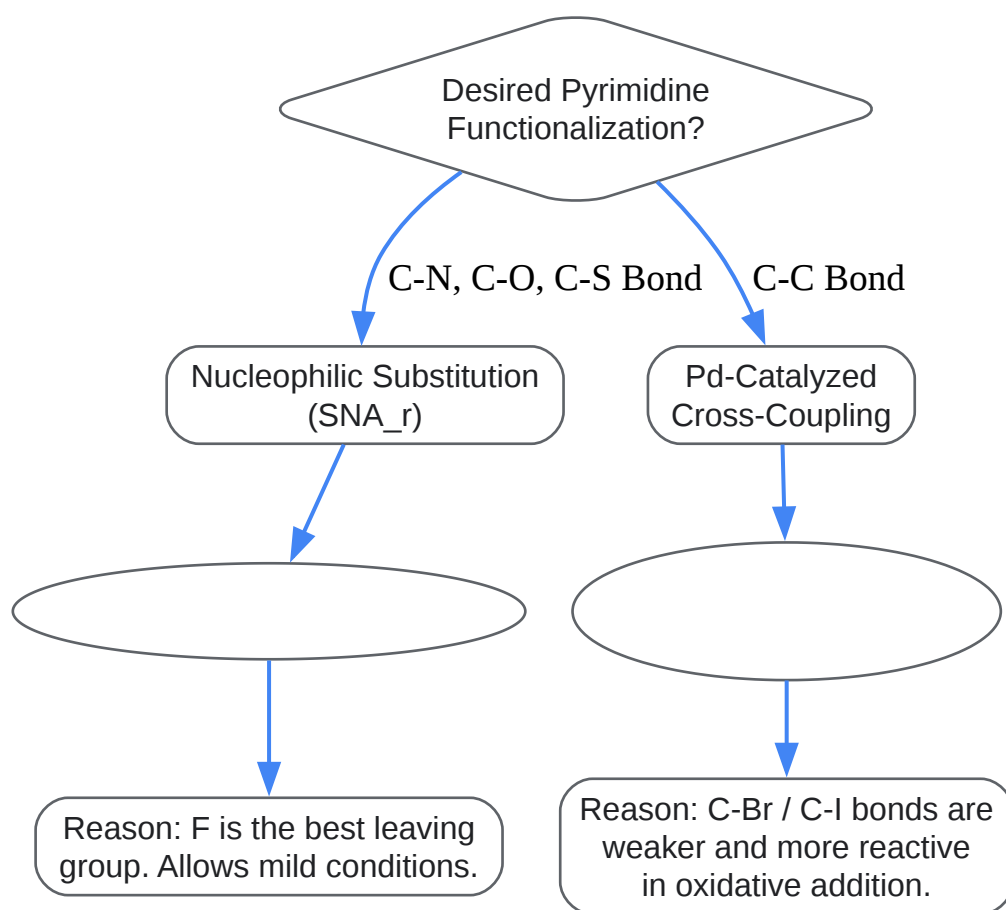 Desired Pyrimidine
Functionalization?
C-N, C-O, C-S Bond
C-C Bond
Nucleophilic Substitution
(SNA_r)
Pd-Catalyzed
Cross-Coupling
Reason: F is the best leaving
group. Allows mild conditions.
Reason: C-Br / C-I bonds are
weaker and more reactive
in oxidative addition.